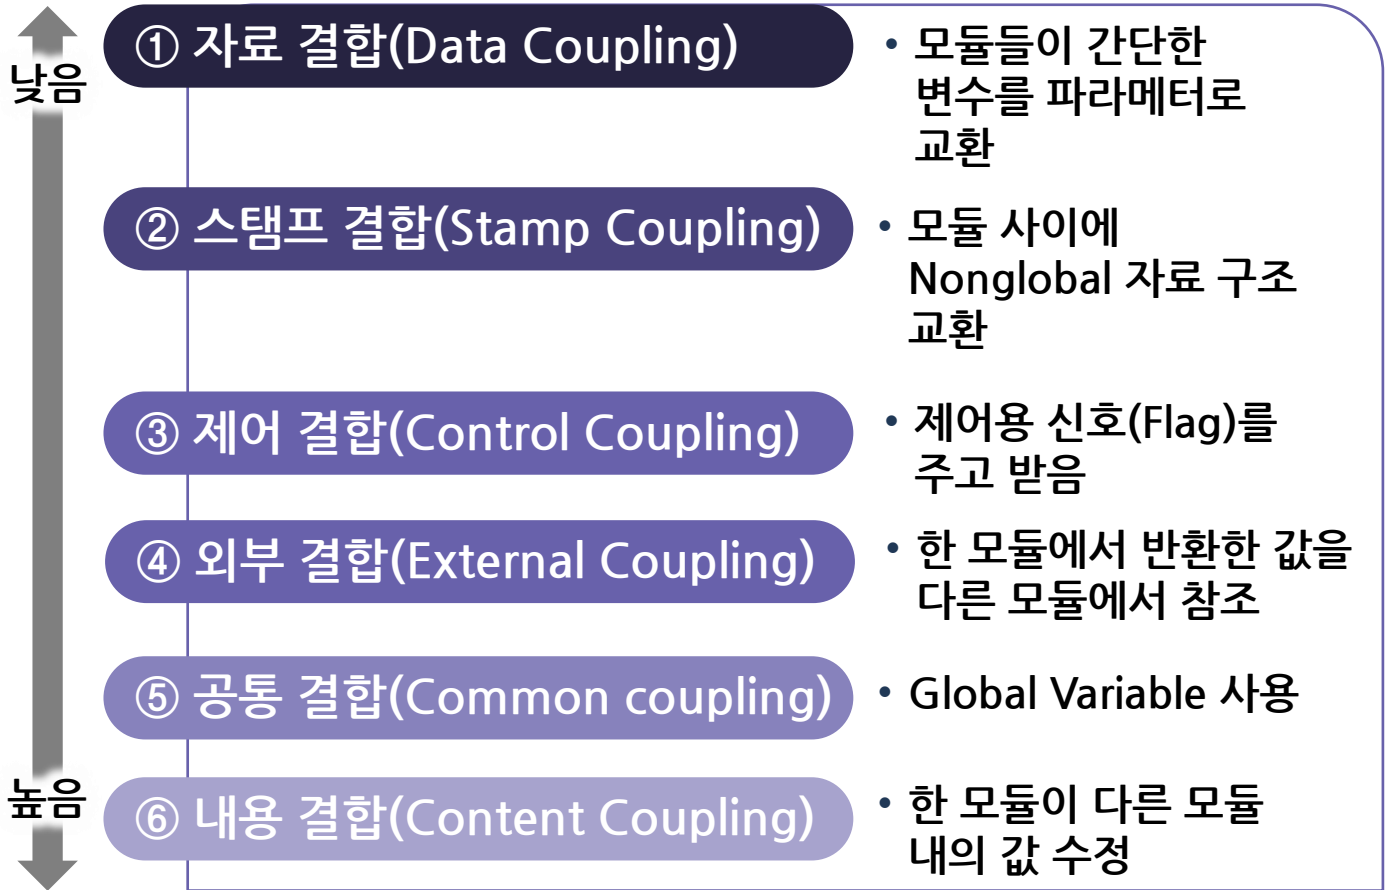 낮음
① 자료 결합(Data Coupling)
• 모듈들이 간단한
변수를 파라메터로
교환
② 스탬프 결합(Stamp Coupling)
• 모듈 사이에
Nonglobal 자료 구조
교환
③ 제어 결합(Control Coupling)
• 제어용 신호(Flag)를
주고 받음
④ 외부 결합(External Coupling)
• 한 모듈에서 반환한 값을
다른 모듈에서 참조
⑤ 공통 결합(Common coupling)
• Global Variable 사용
높음
⑥ 내용 결합(Content Coupling)
• 한 모듈이 다른 모듈
내의 값 수정